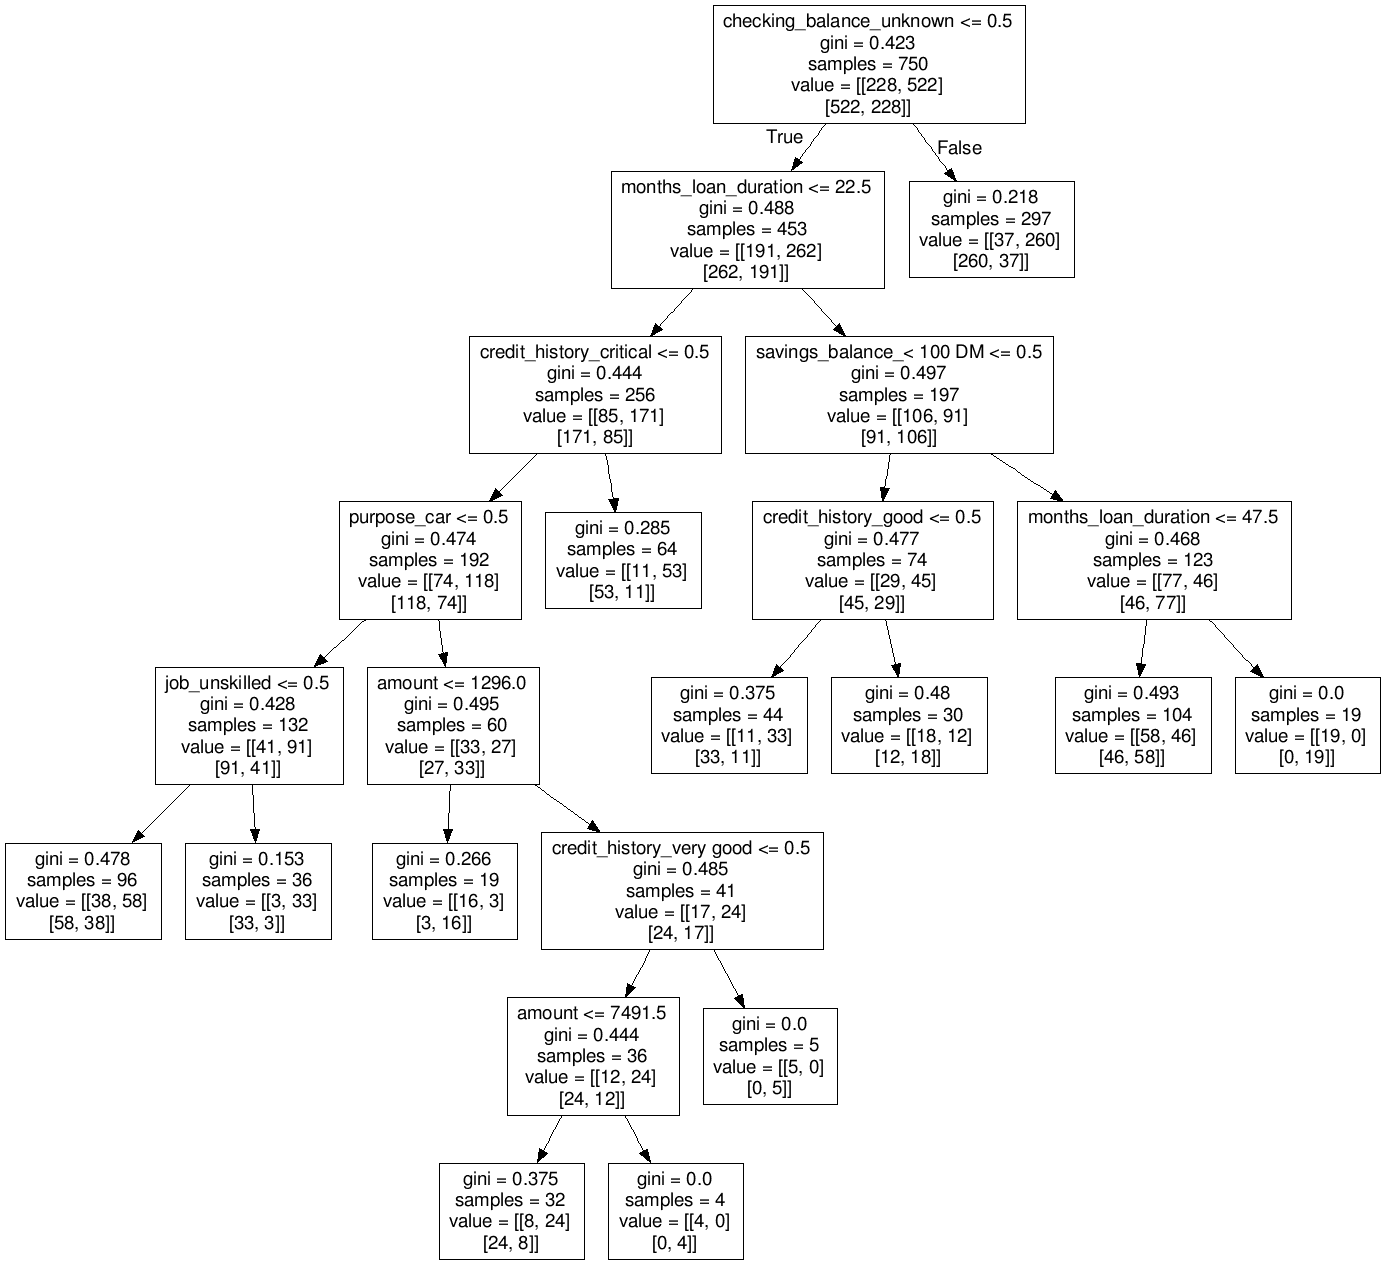 checking_balance_unknown <= 0.5
gini = 0.423
samples = 750
value = [[228, 522]
[522, 228]]
True
False
months_loan_duration <= 22.5
gini = 0.488
samples = 453
value = [[191, 262]
[262, 191]]
gini = 0.218
samples = 297
value = [[37, 260]
[260, 37]]
credit_history_critical <= 0.5
gini = 0.444
samples = 256
value = [[85, 171]
[171, 85]]
savings_balance_< 100 DM <= 0.5
gini = 0.497
samples = 197
value = [[106, 91]
[91, 106]]
purpose_car <= 0.5
gini = 0.474
samples = 192
value = [[74, 118]
[118, 74]]
gini = 0.285
samples = 64
value = [[11, 53]
[53, 11]]
credit_history_good <= 0.5
gini = 0.477
samples = 74
value = [[29, 45]
[45, 29]]
months_loan_duration <= 47.5
gini = 0.468
samples = 123
value = [[77, 46]
[46, 77]]
job_unskilled <= 0.5
gini = 0.428
samples = 132
value = [[41, 91]
[91, 41]]
amount <= 1296.0
gini = 0.495
samples = 60
value = [[33, 27]
[27, 33]]
gini = 0.375
samples = 44
value = [[11, 33]
[33, 11]]
gini = 0.48
samples = 30
value = [[18, 12]
[12, 18]]
gini = 0.493
samples = 104
value = [[58, 46]
[46, 58]]
gini = 0.0
samples = 19
value = [[19, 0]
[0, 19]]
gini = 0.478
samples = 96
value = [[38, 58]
[58, 38]]
gini = 0.153
samples = 36
value = [[3, 33]
[33, 3]]
gini = 0.266
samples = 19
value = [[16, 3]
[3, 16]]
credit_history_very good <= 0.5
gini = 0.485
samples = 41
value = [[17, 24]
[24, 17]]
amount <= 7491.5
gini = 0.444
samples = 36
value = [[12, 24]
[24, 12]]
gini = 0.0
samples = 5
value = [[5, 0]
[0, 5]]
gini = 0.375
samples = 32
value = [[8, 24]
[24, 8]]
gini = 0.0
samples = 4
value = [[4, 0]
[0, 4]]